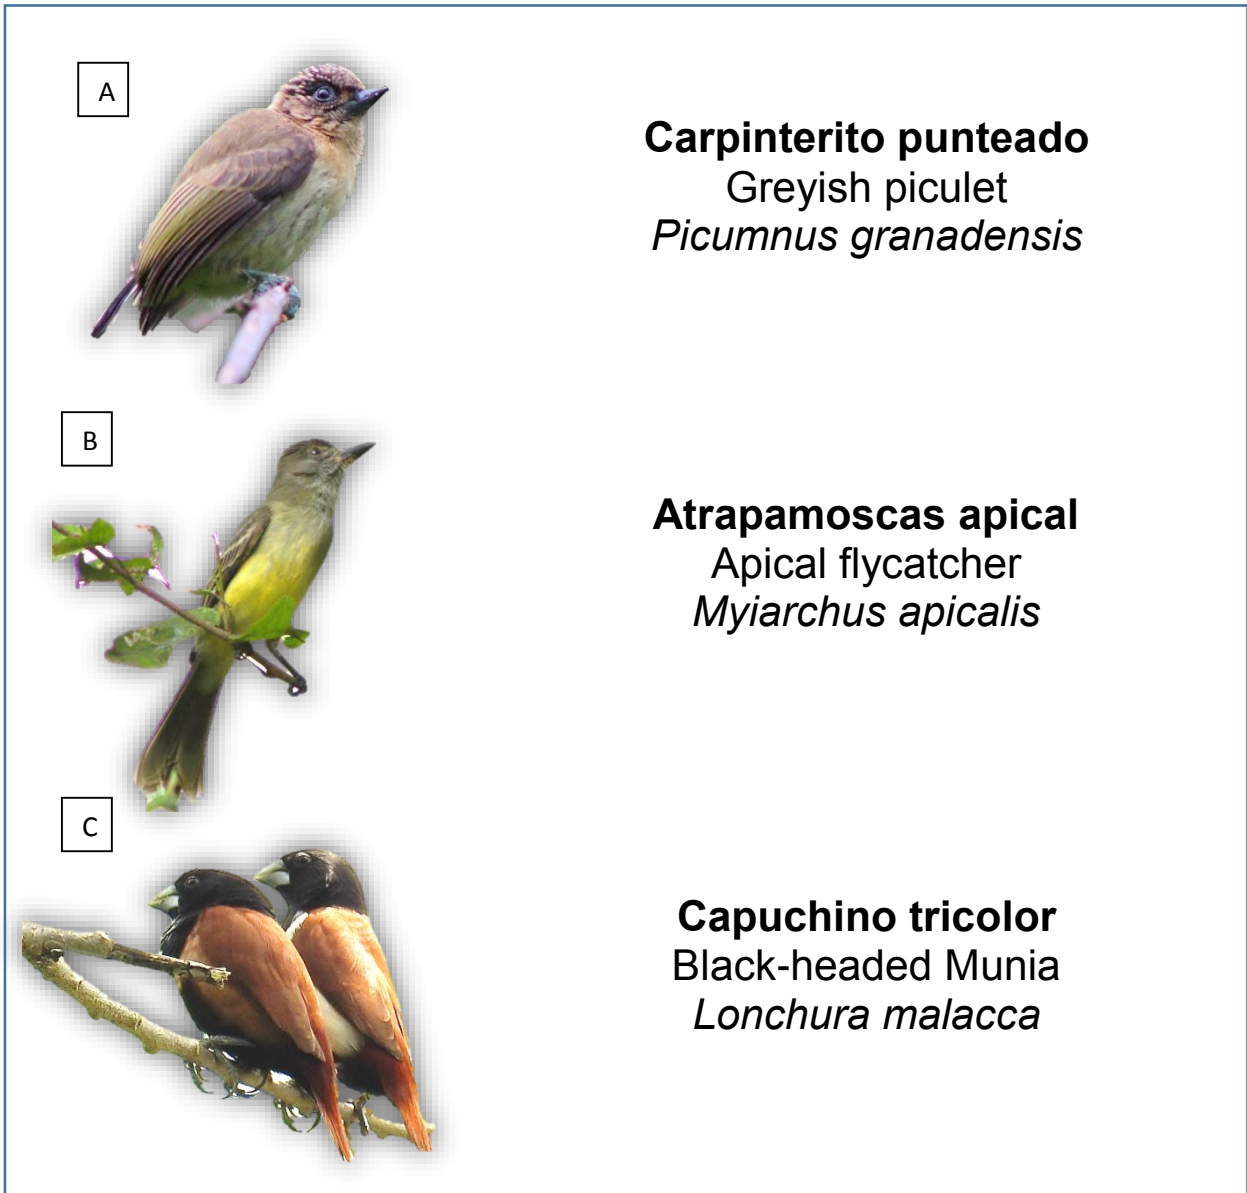 A
Carpinterito punteado
Greyish piculet
Picumnus granadensis
B
Atrapamoscas apical
Apical flycatcher
Myiarchus apicalis
C
Capuchino tricolor
Black-headed Munia
Lonchura malacca